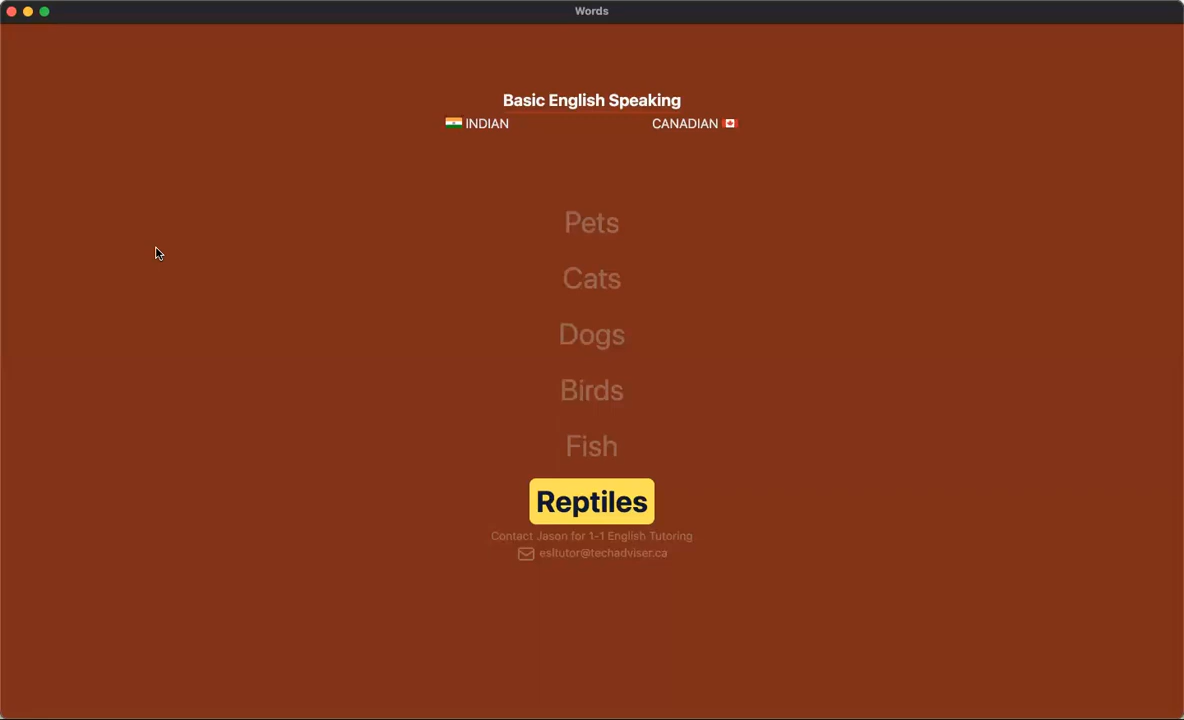 Words
Basic English Speaking
INDIAN
CANADIAN
Pets
Cats
Dogs
Birds
Fish
Reptiles
Contact Jason for 1-1 English Tutoring
esltutor@techadviser.ca